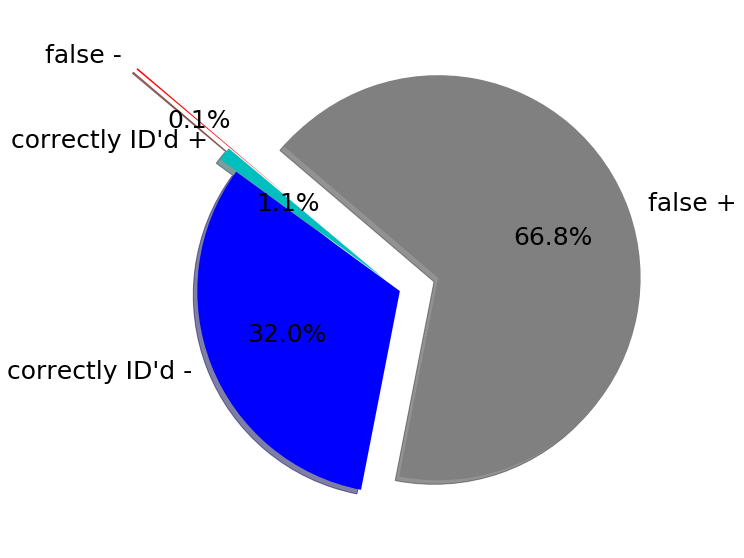 false -
0.1%
correctly ID'd +
1.1%
false +
66.8%
32.0%
correctly ID'd -